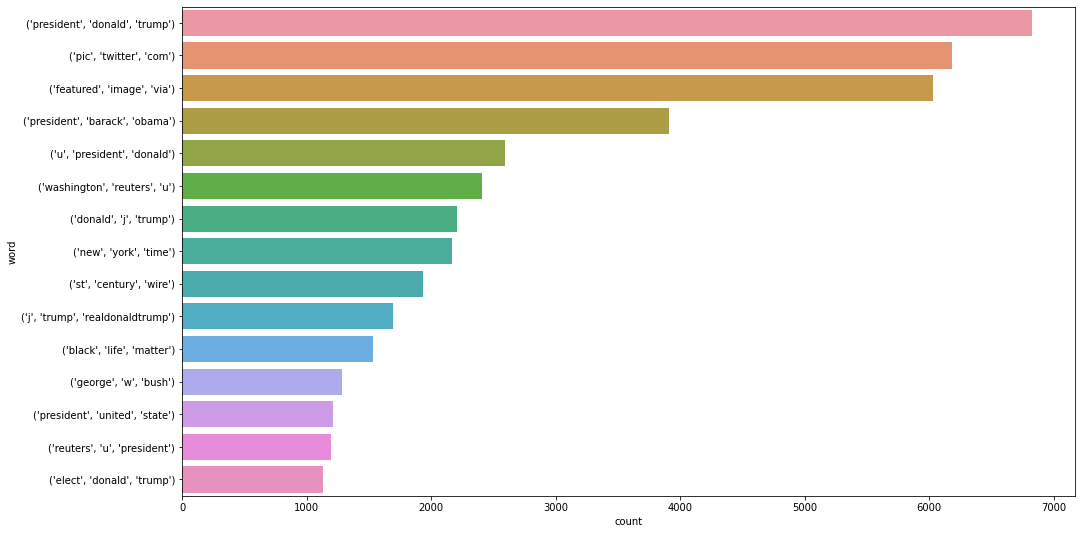 ('president', 'donald', 'trump')
('pic', 'twitter', 'com')
('featured', 'image', 'via')
('president', 'barack', 'obama')
('u', 'president', 'donald')
('washington', 'reuters', 'u')
('donald', 'j', 'trump')
('new', 'york', 'time')
word
('st', 'century', 'wire')
('j', 'trump', 'realdonaldtrump')
('black', 'life', 'matter')
('george', 'w', 'bush')
('president', 'united', 'state')
('reuters', 'u', 'president')
('elect', 'donald', 'trump')
0 1000 2000 3000 4000 5000 6000 7000
count